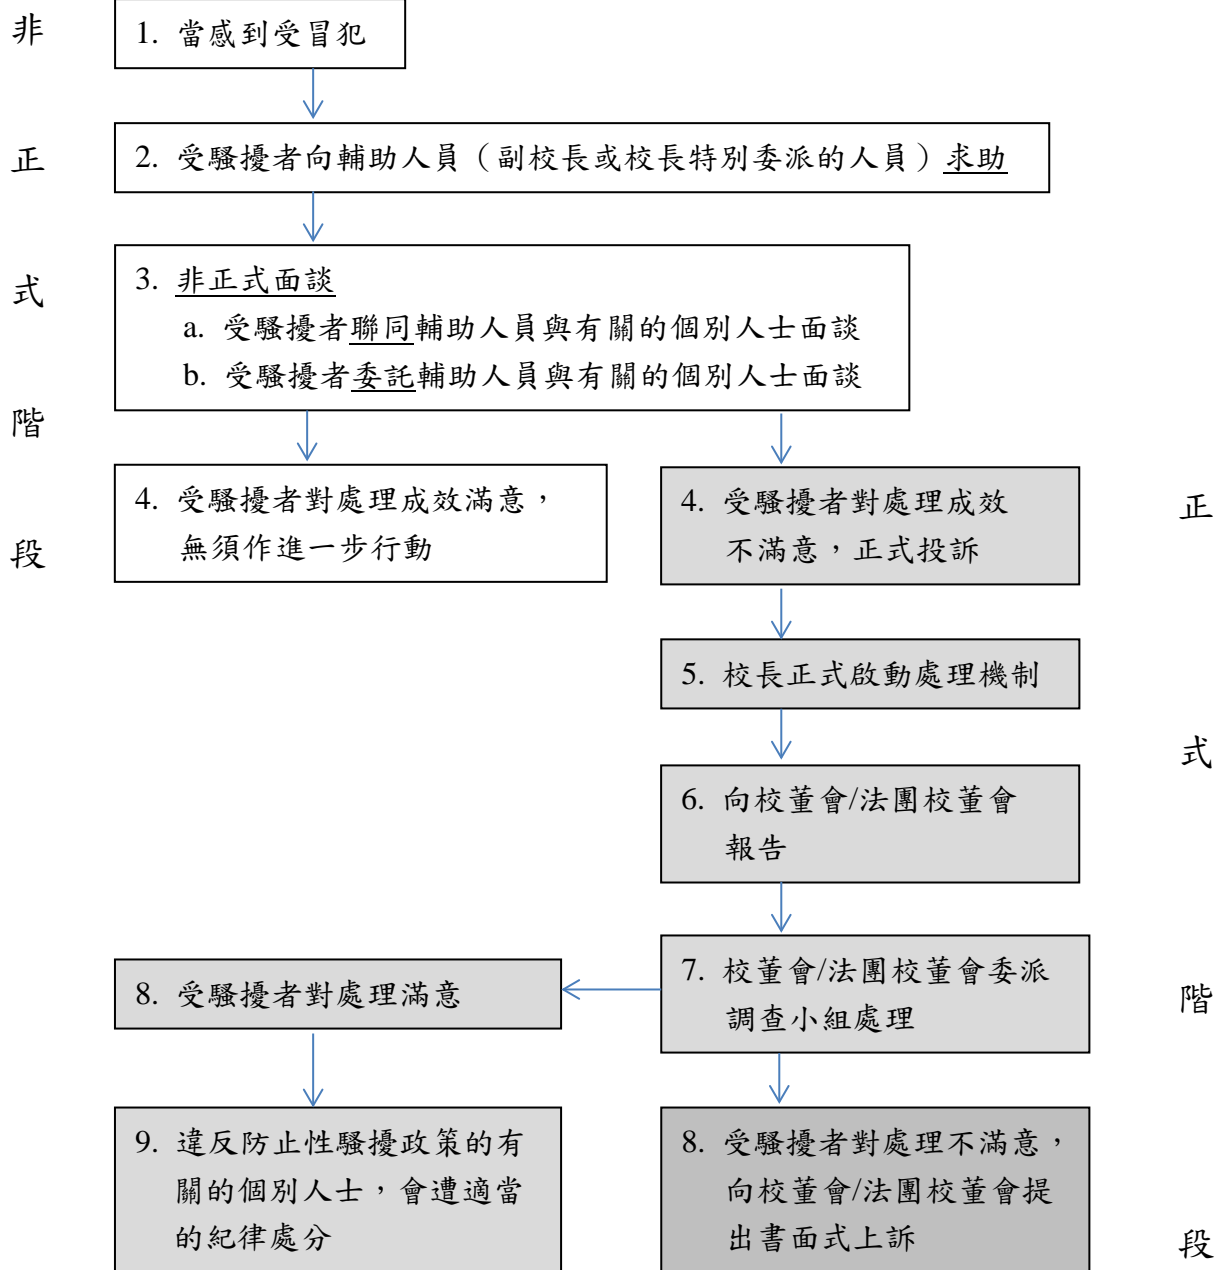 非
正
式
階
段
1. 當感到受冒犯
2. 受騷擾者向輔助人員（副校長或校長特別委派的人員）求助
3. 非正式面談
a. 受騷擾者聯同輔助人員與有關的個別人士面談
b. 受騷擾者委託輔助人員與有關的個別人士面談
4. 受騷擾者對處理成效滿意，
無須作進一步行動
4. 受騷擾者對處理成效
不滿意，正式投訴
5. 校長正式啟動處理機制
6. 向校董會/法團校董會
報告
7. 校董會/法團校董會委派
調查小組處理
8. 受騷擾者對處理滿意
9. 違反防止性騷擾政策的有
關的個別人士，會遭適當
的紀律處分
8. 受騷擾者對處理不滿意，
向校董會/法團校董會提
出書面式上訴
正
式
階
段